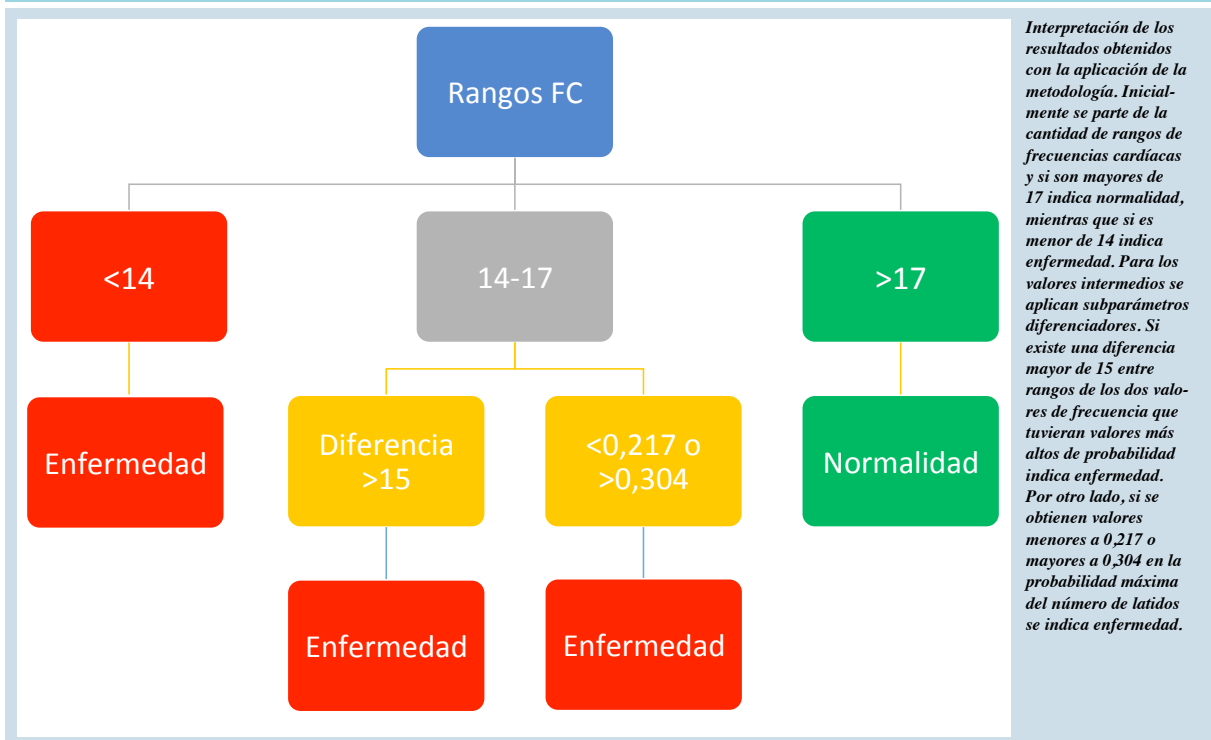 Rangos FC
<14
14-17
>17
Enfermedad
Diferencia
>15
<0,217 o
>0,304
Normalidad
Enfermedad
Enfermedad
Interpretación de los
resultados obtenidos
con la aplicación de la
metodología. Inicial-
mente se parte de la
cantidad de rangos de
frecuencias cardíacas
y si son mayores de
17 indica normalidad,
mientras que si es
menor de 14 indica
enfermedad. Para los
valores intermedios se
aplican subparámetros
diferenciadores. Si
existe una diferencia
mayor de 15 entre
rangos de los dos valo-
res de frecuencia que
tuvieran valores más
altos de probabilidad
indica enfermedad.
Por otro lado, si se
obtienen valores
menores a 0,217 o
mayores a 0,304 en la
probabilidad máxima
del número de latidos
se indica enfermedad.